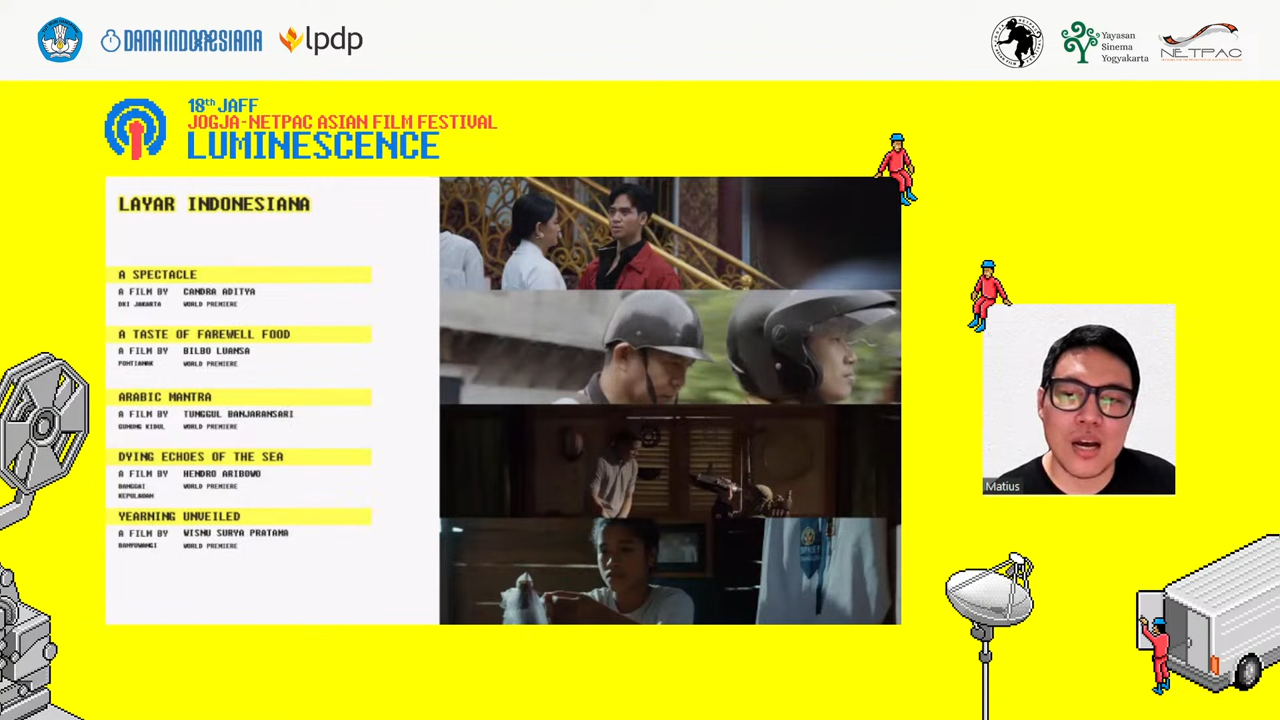 DANA INDONESIANA
lpdp
Yayasan
Sinema
Yogyakarta
NETPAC
18th JAFF
JOGJA-NETPAC ASIAN FILM FESTIVAL
LUMINESCENCE
LAYAR INDONESIANA
A SPECTACLE
A FILM BY CANDRA ADITYA
DKI JAKARTA WORLD PREMIERE
A TASTE OF FAREWELL FOOD
A FILM BY BILBO LUANSA
PONTIANAK WORLD PREMIERE
ARABIC MANTRA
A FILM BY TUNGGUL BANJARANSARI
GUNUNG KIDUL WORLD PREMIERE
DYING ECHOES OF THE SEA
A FILM BY HENDRO ARIBOWO
BANGGAI WORLD PREMIERE
KEPULAUAN
YEARNING UNVEILED
A FILM BY WISNU SURYA PRATAMA
BANYUWANGI WORLD PREMIERE
Matius